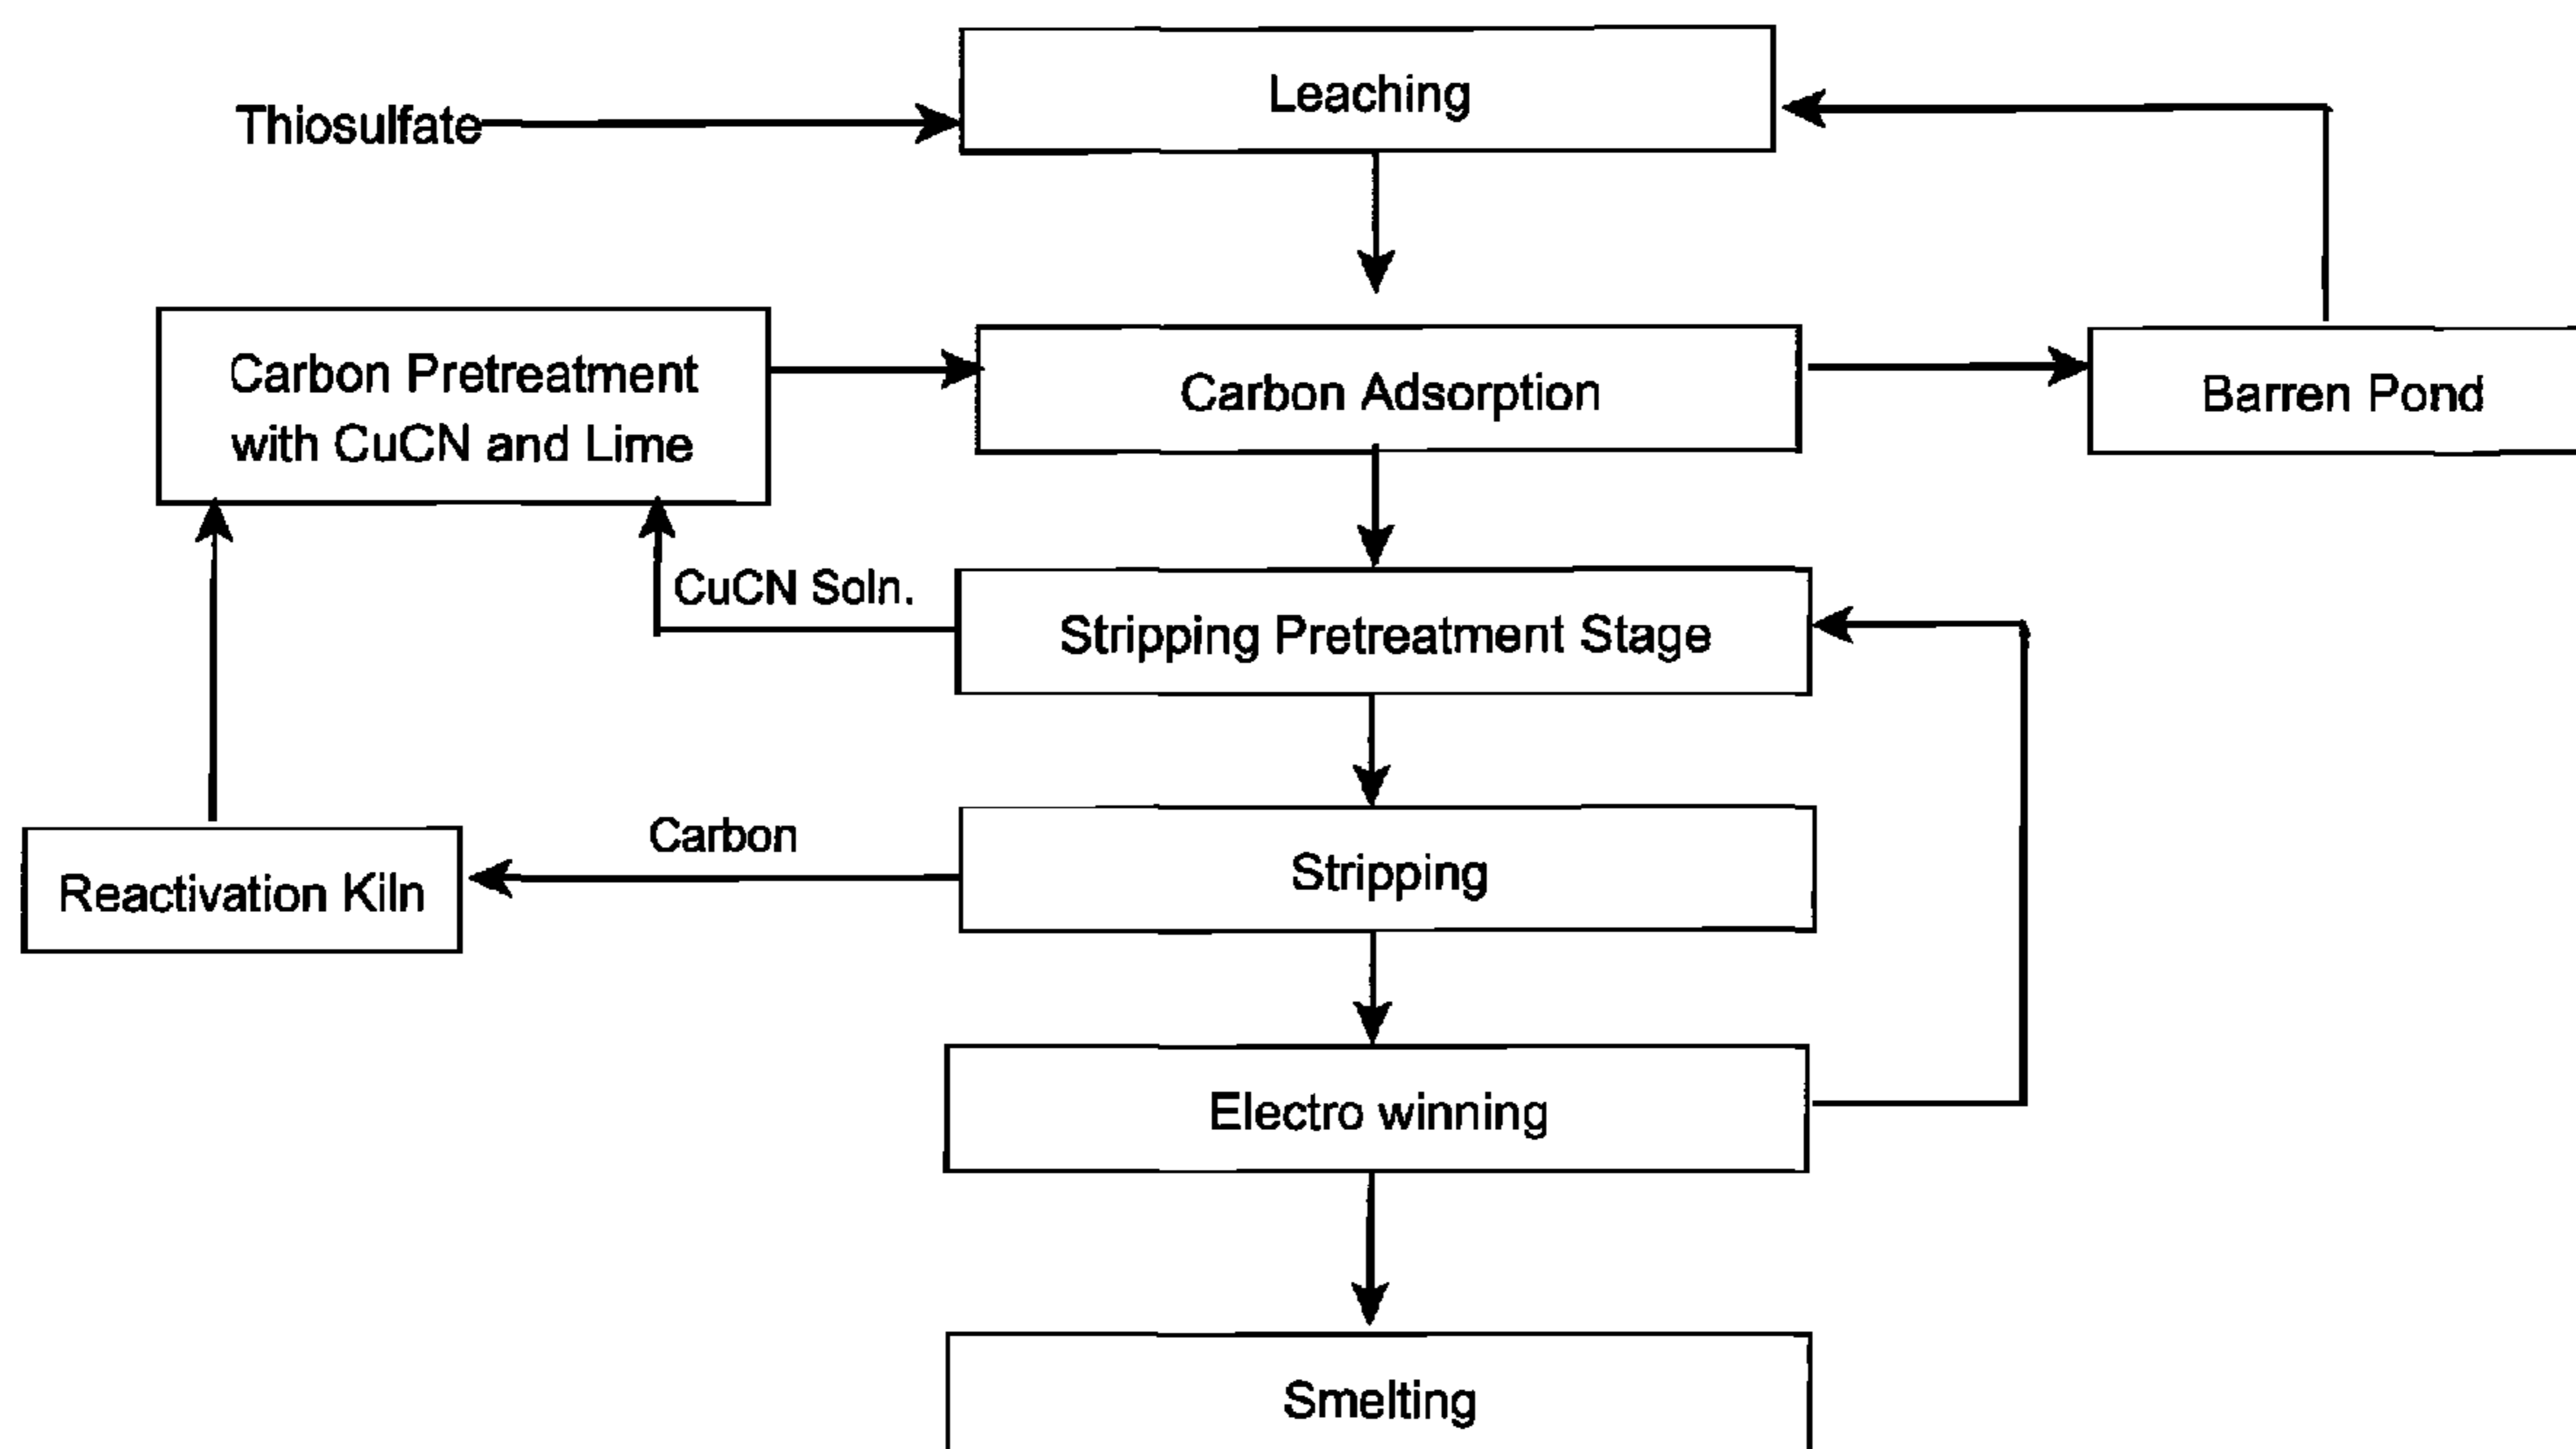 Leaching
Thiosulfate
Carbon Pretreatment
with CuCN and Lime
Carbon Adsorption
Barren Pond
CuCN Soln.
Stripping Pretreatment Stage
Carbon
Stripping
Reactivation Kiln
Electro winning
Smelting